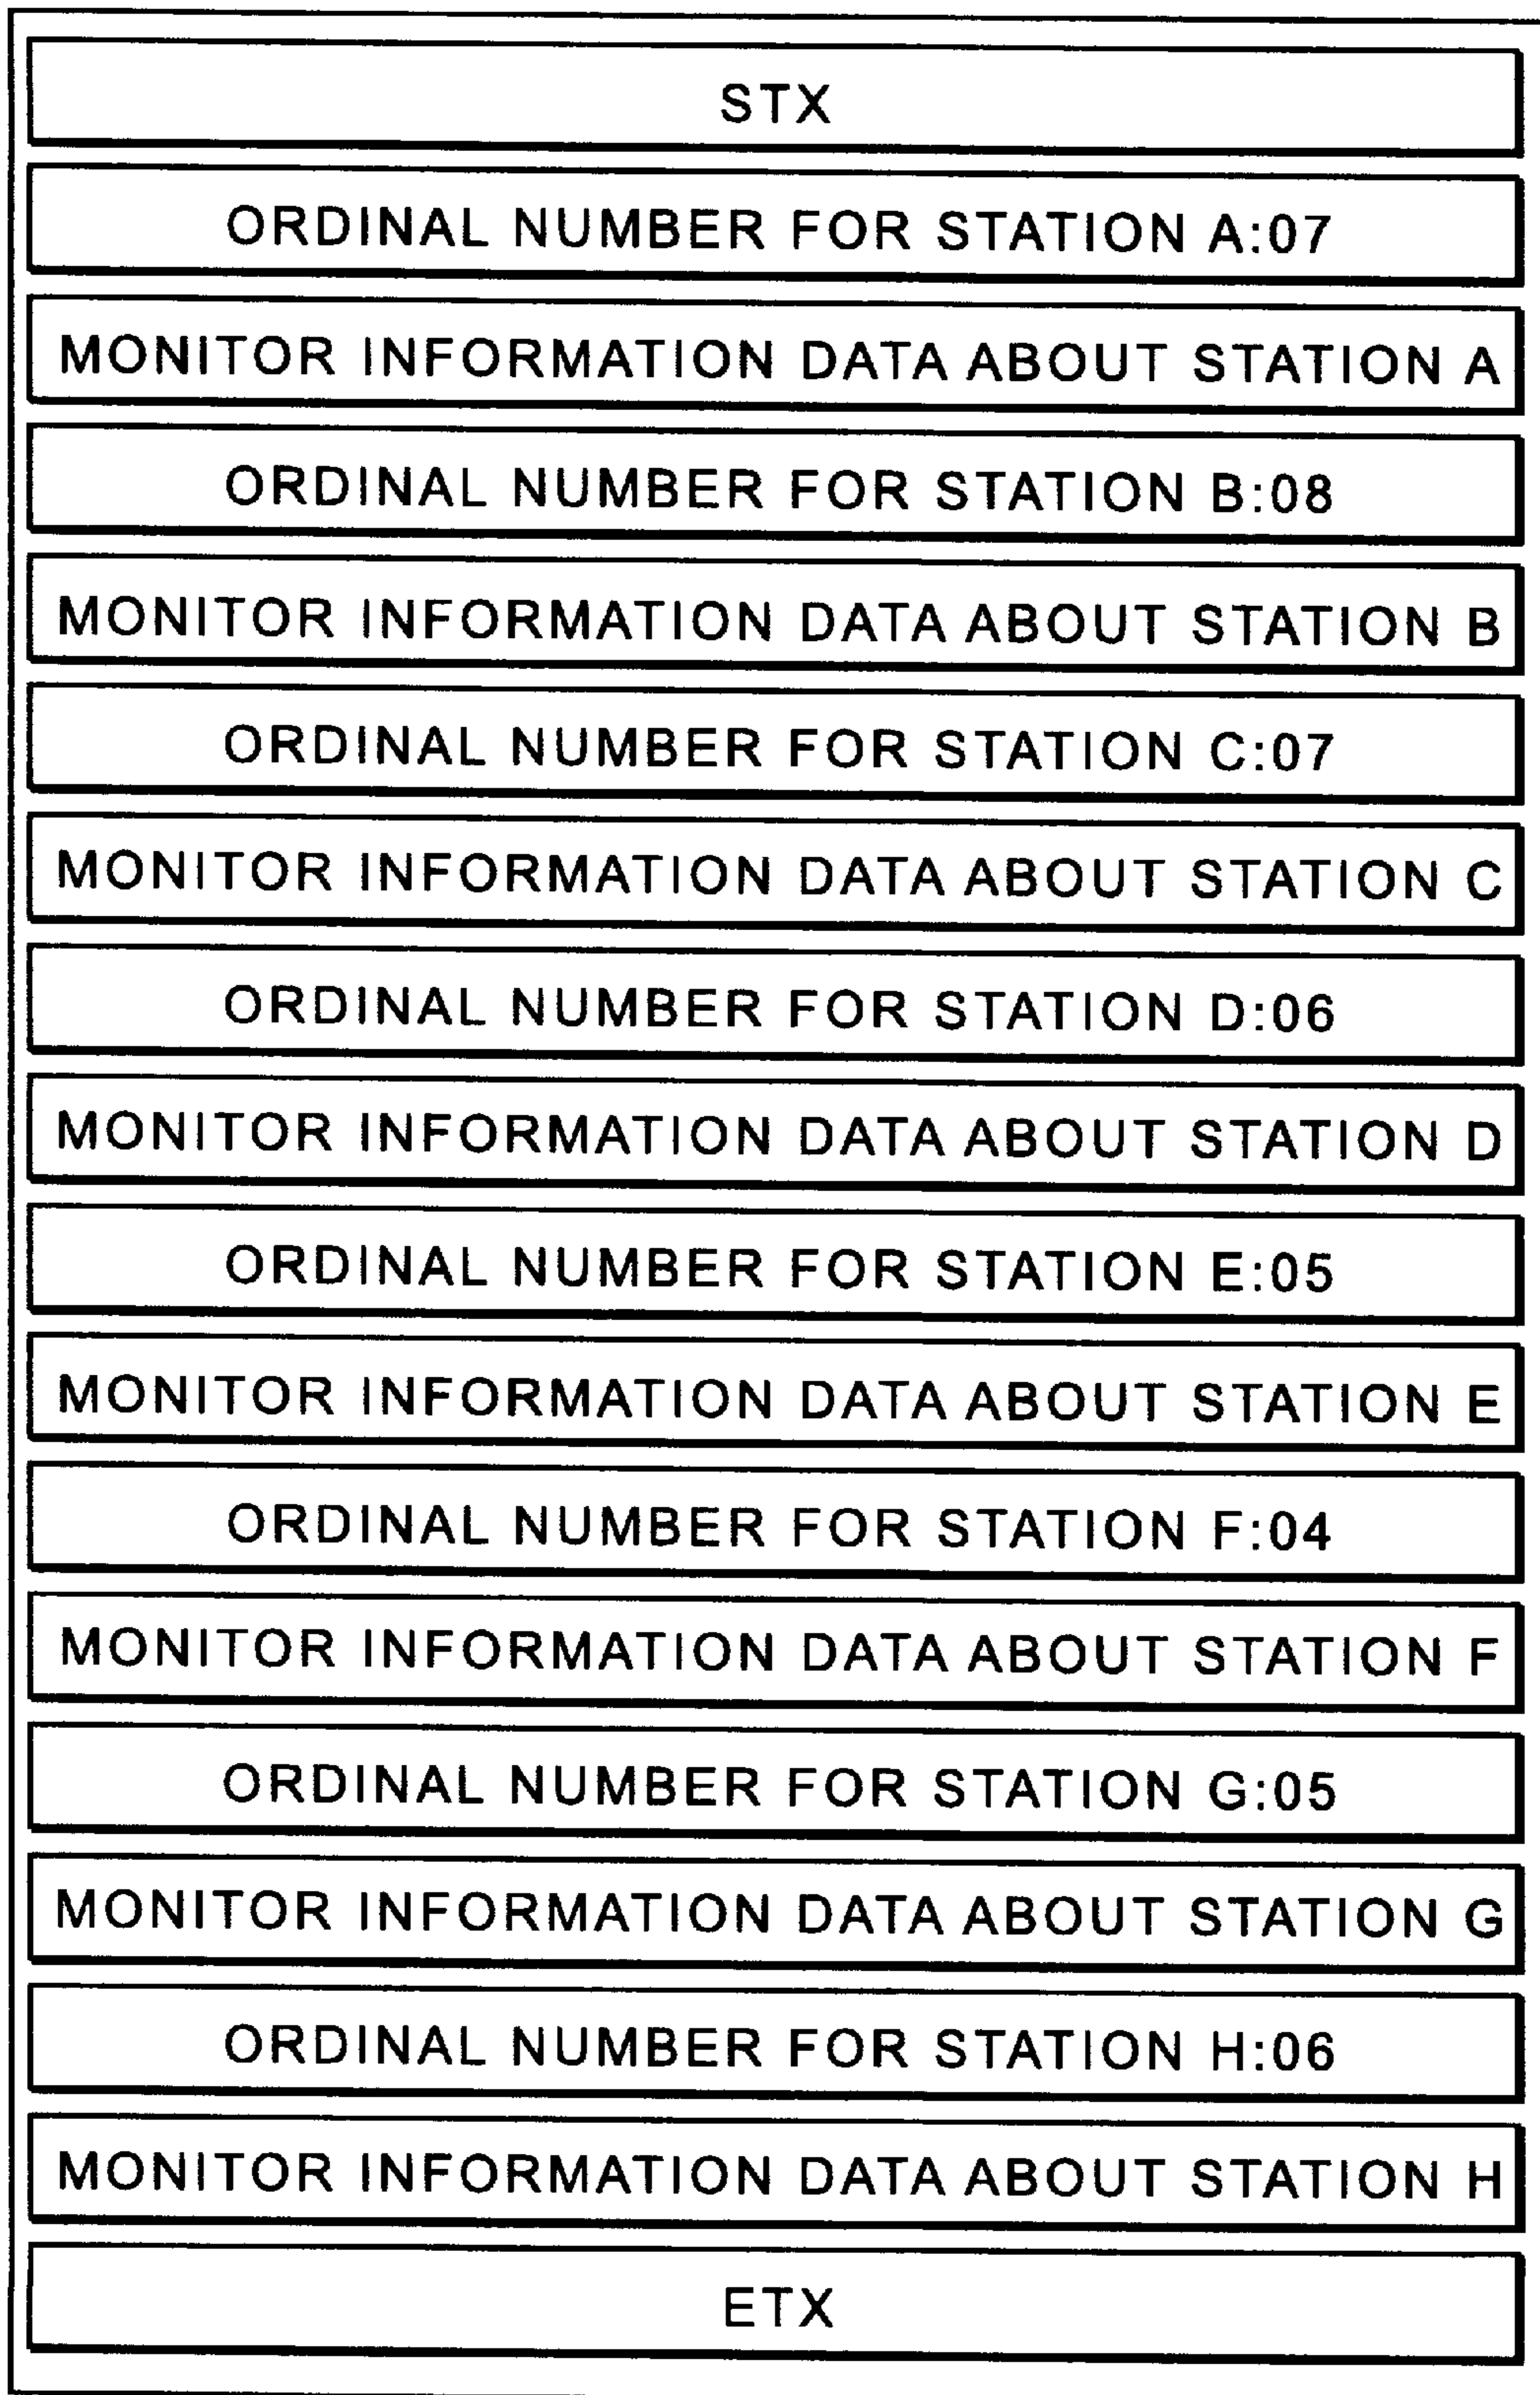 STX
ORDINAL NUMBER FOR STATION A:07
MONITOR INFORMATION DATA ABOUT STATION A
ORDINAL NUMBER FOR STATION B:08
MONITOR INFORMATION DATA ABOUT STATION B
ORDINAL NUMBER FOR STATION C:07
MONITOR INFORMATION DATA ABOUT STATION C
ORDINAL NUMBER FOR STATION D:06
MONITOR INFORMATION DATA ABOUT STATION D
ORDINAL NUMBER FOR STATION E:05
MONITOR INFORMATION DATA ABOUT STATION E
ORDINAL NUMBER FOR STATION F:04
MONITOR INFORMATION DATA ABOUT STATION F
ORDINAL NUMBER FOR STATION G:05
MONITOR INFORMATION DATA ABOUT STATION G
ORDINAL NUMBER FOR STATION H:06
MONITOR INFORMATION DATA ABOUT STATION H
ETX